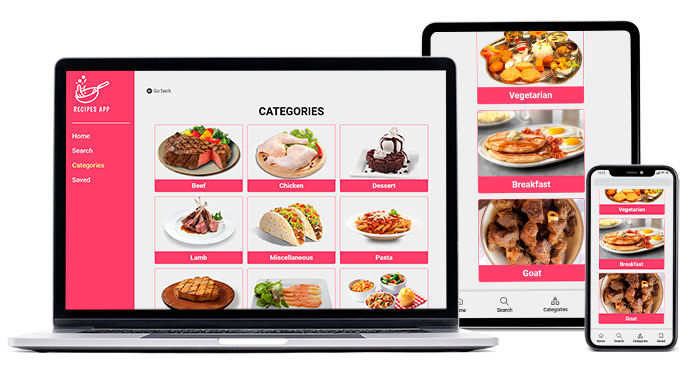 RECIPES APP
Home
Search
Categories
Saved
Go back
CATEGORIES
Beef
Chicken
Dessert
Lamb
Miscellaneous
Pasta
Vegetarian
Breakfast
Goat
ome
Search
Categories
Vegetarian
Breakfast
Goat
Home
Search
Categories
Saved